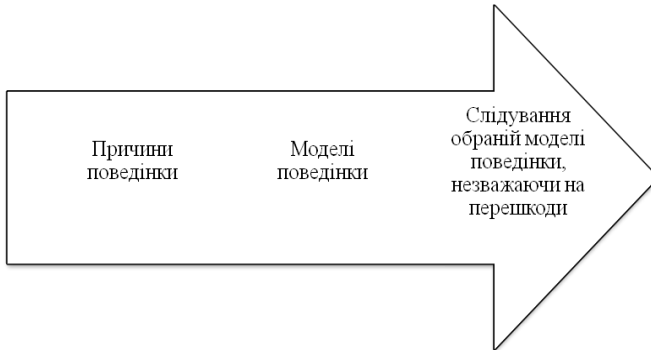 Причини
поведінки
Моделі
поведінки
Слідування
обраній моделі
поведінки,
незважаючи на
перешкоди